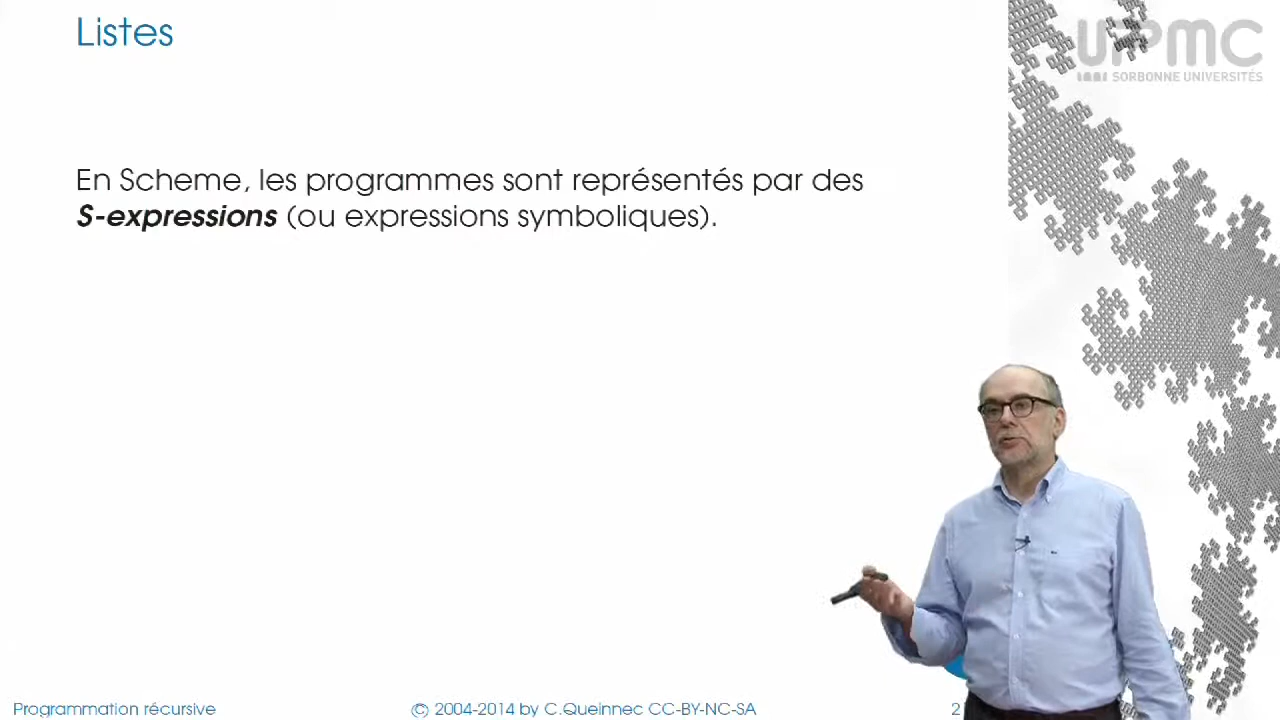 Listes
UPMC
SORBONNE UNIVERSITÉS
En Scheme, les programmes sont représentés par des
S-expressions (ou expressions symboliques).
Programmation récursive
© 2004-2014 by C.Queinnec CC-BY-NC-SA
2